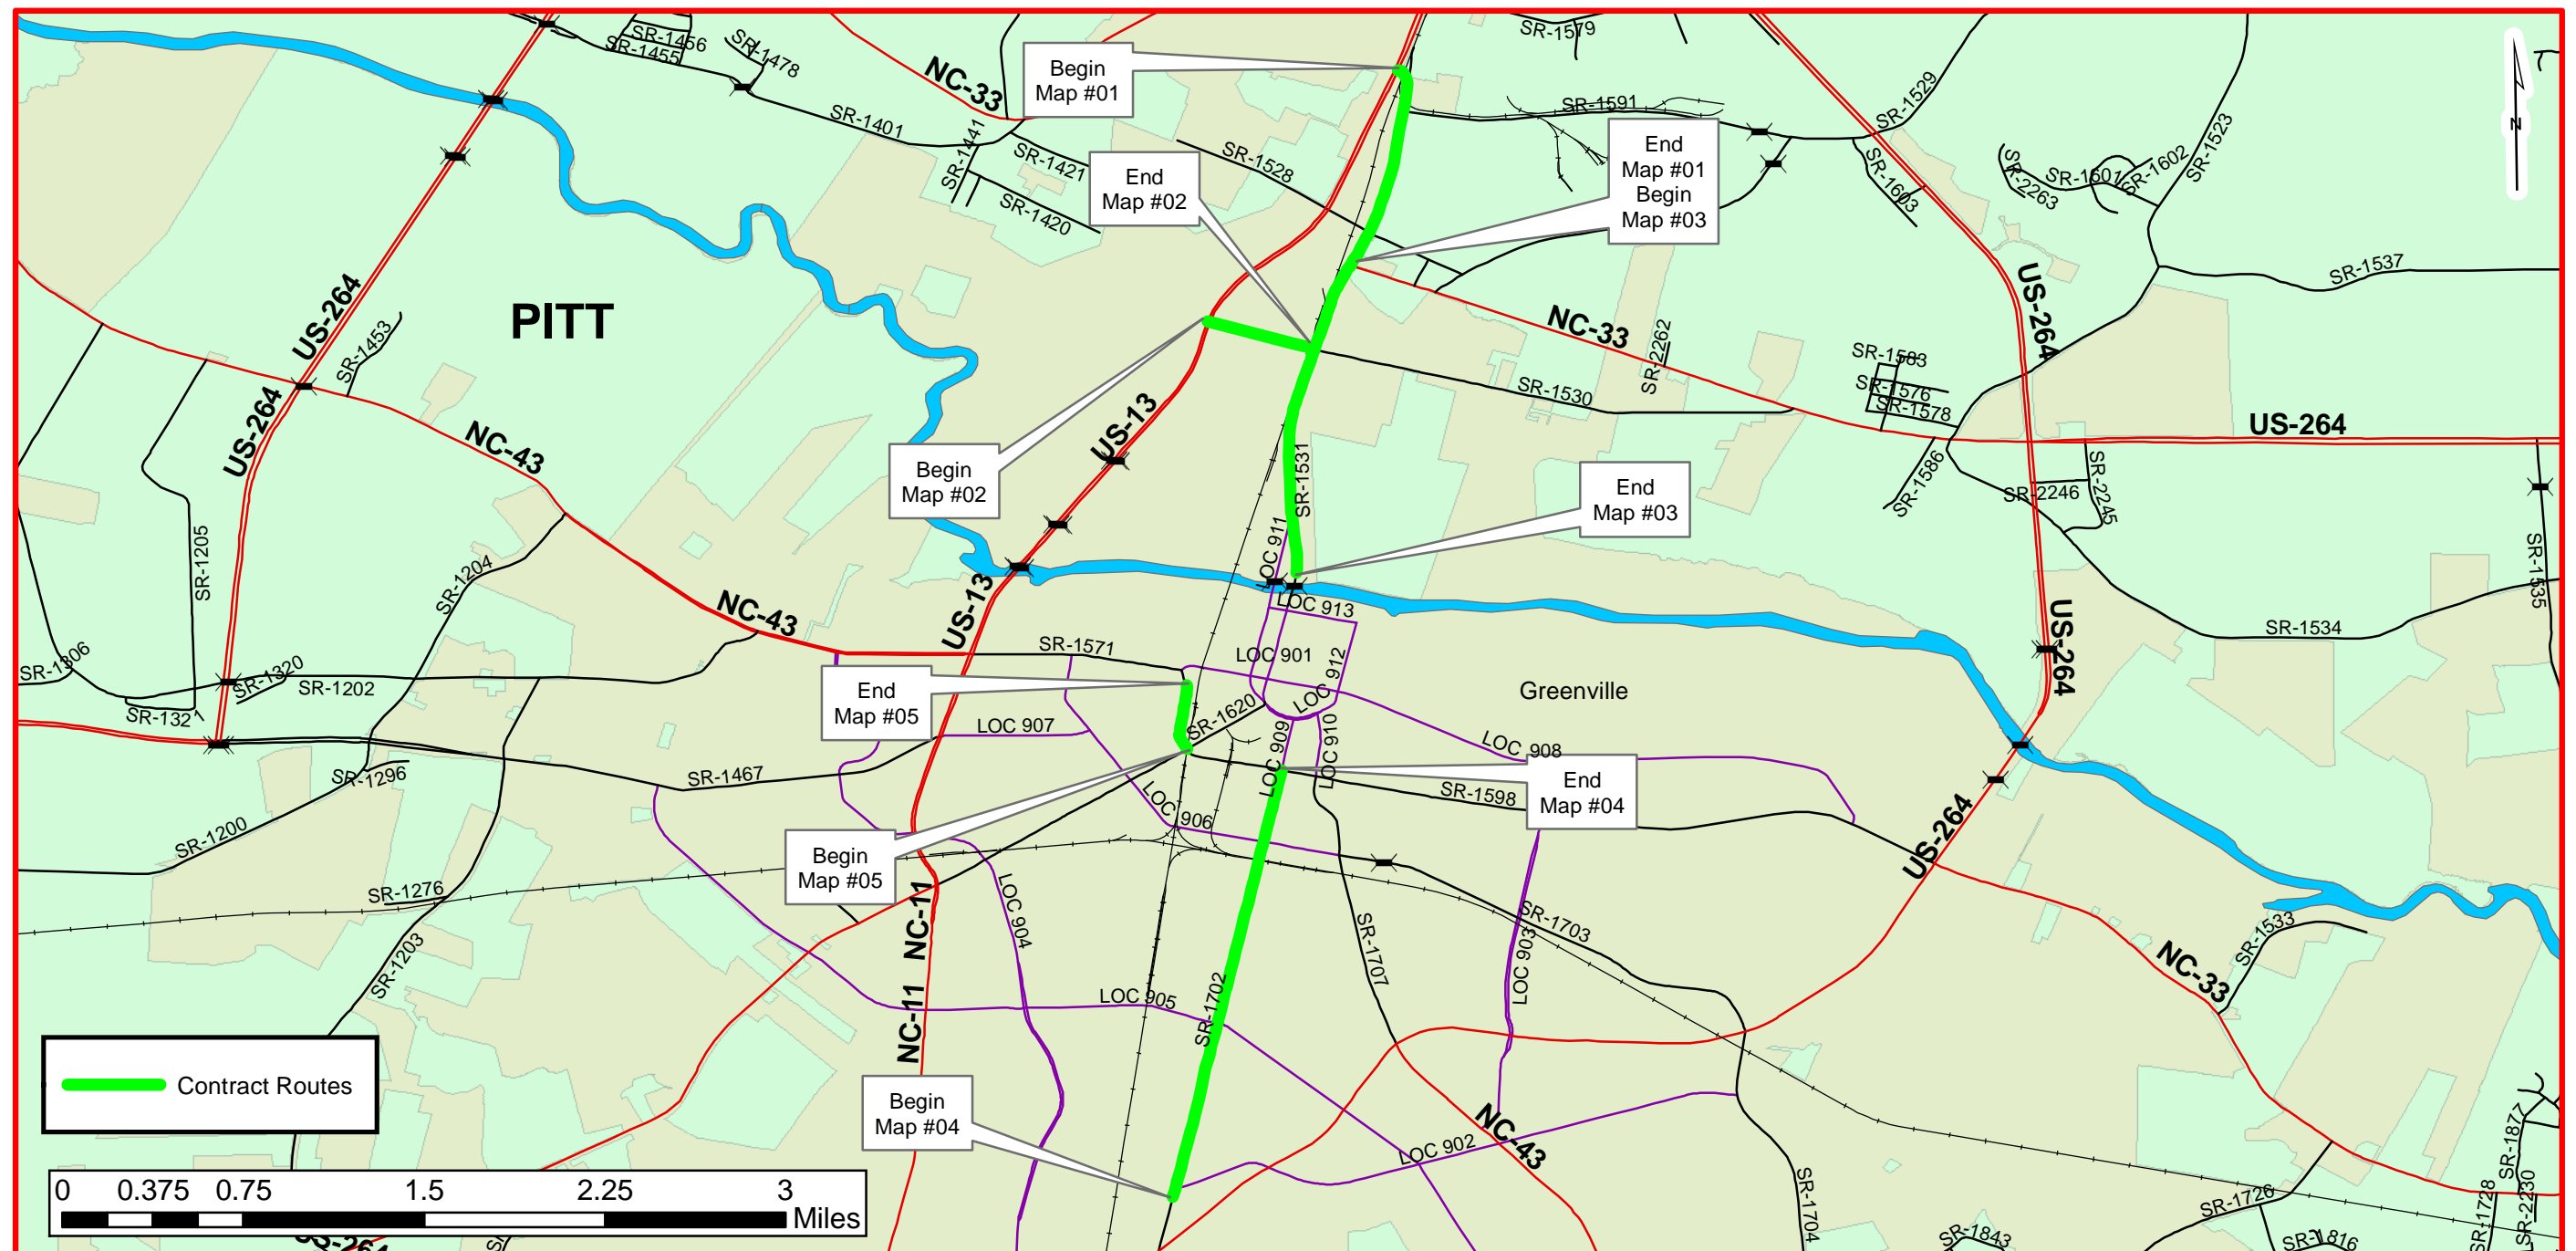 SR-1456
SR-1455
SR-1478
NC-33
Begin
Map #01
SR-1579
SR-1529
SR-1591
SR-1401
SR-1441
SR-1421
SR-1420
End
Map #02
SR-1528
End
Map #01
Begin
Map #03
SR-1603
SR-2263
SR-1601
SR-1602
SR-1523
N
SR-1537
US-264
US-264
SR-1453
PITT
NC-33
SR-2262
SR-1583
SR-1576
SR-1578
US-264
US-264
NC-43
US-13
SR-1530
Begin
Map #02
SR-1531
End
Map #03
SR-1586
SR-2246
SR-2245
SR-1535
SR-1205
SR-1204
LOC 911
LOC 913
NC-43
US-13
SR-1571
LOC 901
LOC 912
US-264
SR-1534
SR-1306
SR-1320
SR-1202
SR-1321
End
Map #05
Greenville
SR-1620
LOC 907
LOC 909
LOC 910
LOC 908
SR-1467
SR-1296
LOC 906
SR-1598
End
Map #04
US-264
SR-1200
Begin
Map #05
SR-1276
NC-11
NC-11
LOC 904
SR-1707
SR-1703
LOC 903
SR-1533
NC-33
SR-1203
LOC 905
SR-1702
Contract Routes
Begin
Map #04
NC-43
LOC 902
SR-1704
SR-1877
SR-2230
SR-1728
SR-1726
SR-1816
SR-1843
0 0.375 0.75 1.5 2.25 3
Miles
US-264